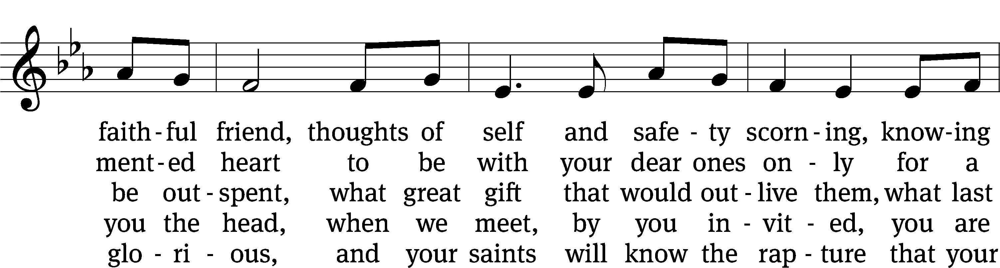 faith - ful friend, thoughts of self and safe - ty scorn - ing, know - ing
ment - ed heart to be with your dear ones on - ly for a
be out - spent, what great gift that would out - live them, what last
you the head, when we meet, by you in - vit - ed, you are
glo - ri - ous, and your saints will know the rap - ture that your